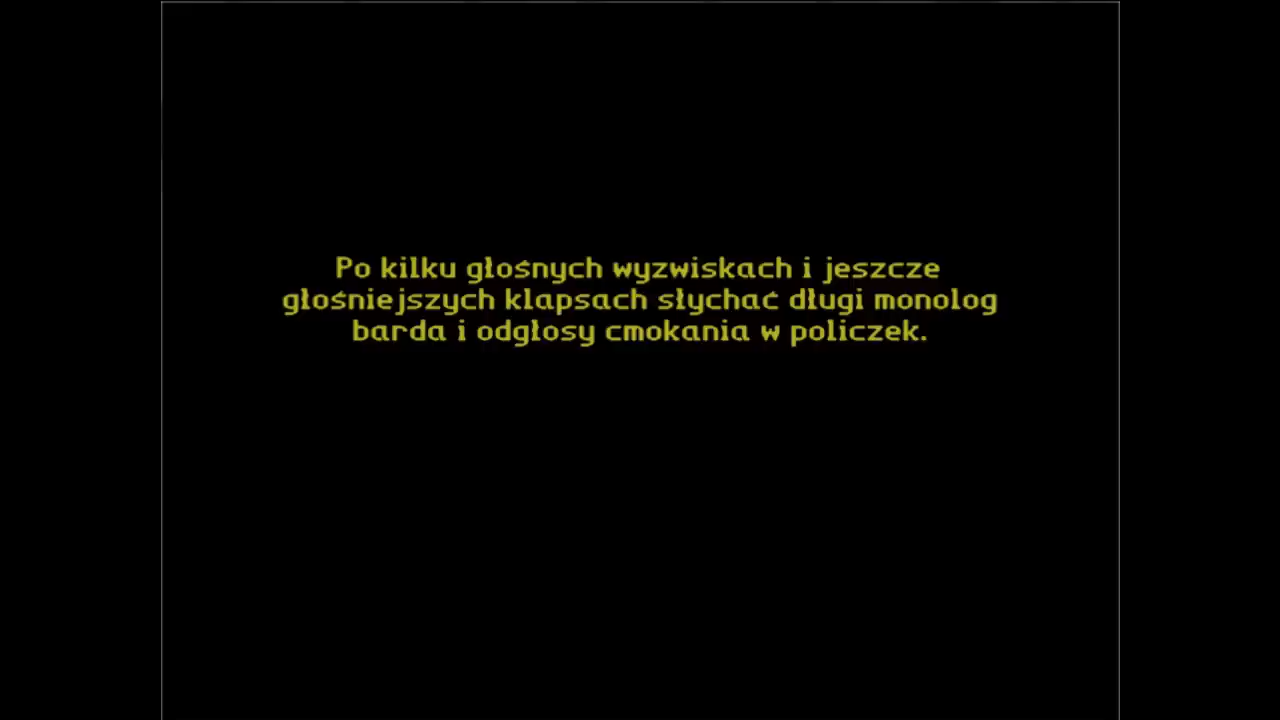 Po kilku głośnych wyzwiskach i jeszcze
głośniejszych klapsach słychać długi monolog
barda i odgłosy cmokania w policzek.